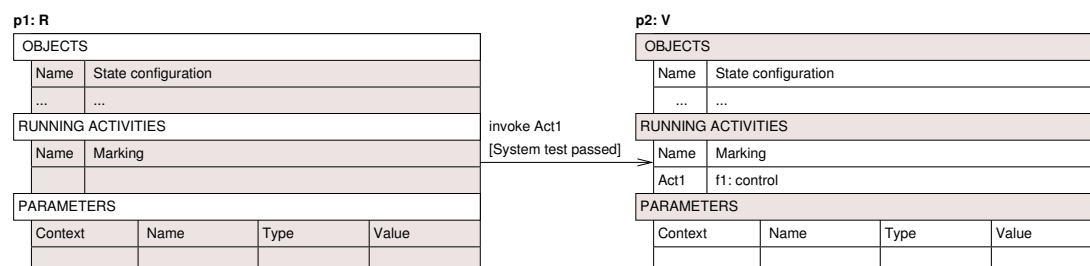 p1: R
OBJECTS
Name State configuration
... ...
RUNNING ACTIVITIES
Name Marking
PARAMETERS
Context Name Type Value
invoke Act1
[System test passed]
p2: V
OBJECTS
Name State configuration
... ...
RUNNING ACTIVITIES
Name Marking
Act1 f1: control
PARAMETERS
Context Name Type Value